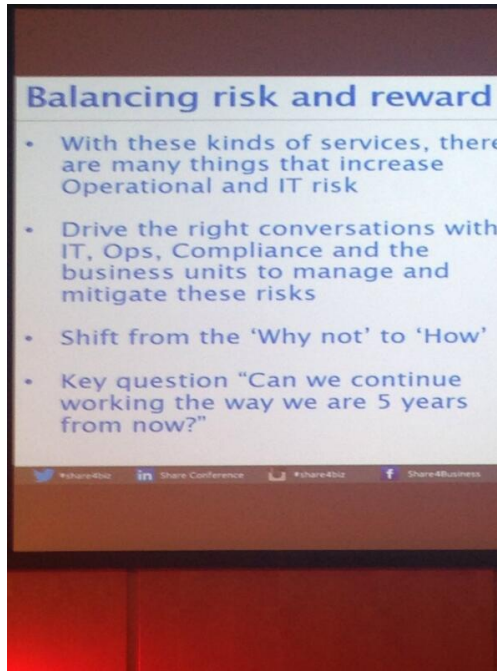 Balancing risk and reward
• With these kinds of services, there
are many things that increase
Operational and IT risk
• Drive the right conversations with
IT, Ops, Compliance and the
business units to manage and
mitigate these risks
• Shift from the ‘Why not’ to ‘How’
• Key question “Can we continue
working the way we are 5 years
from now?”
#share4biz in Share Conference #share4biz f Share4Business